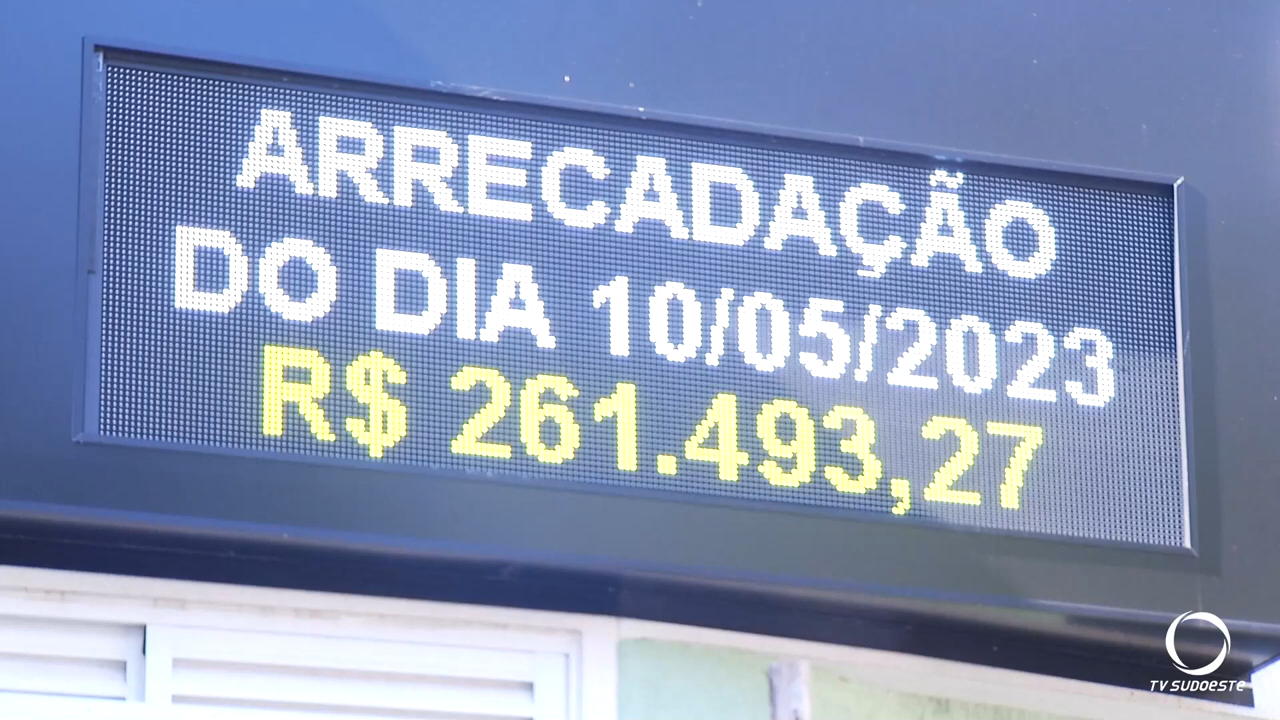 ARRECADAÇÃO
DO DIA 10/05/2023
R$ 261.493,27
TV SUDOESTE